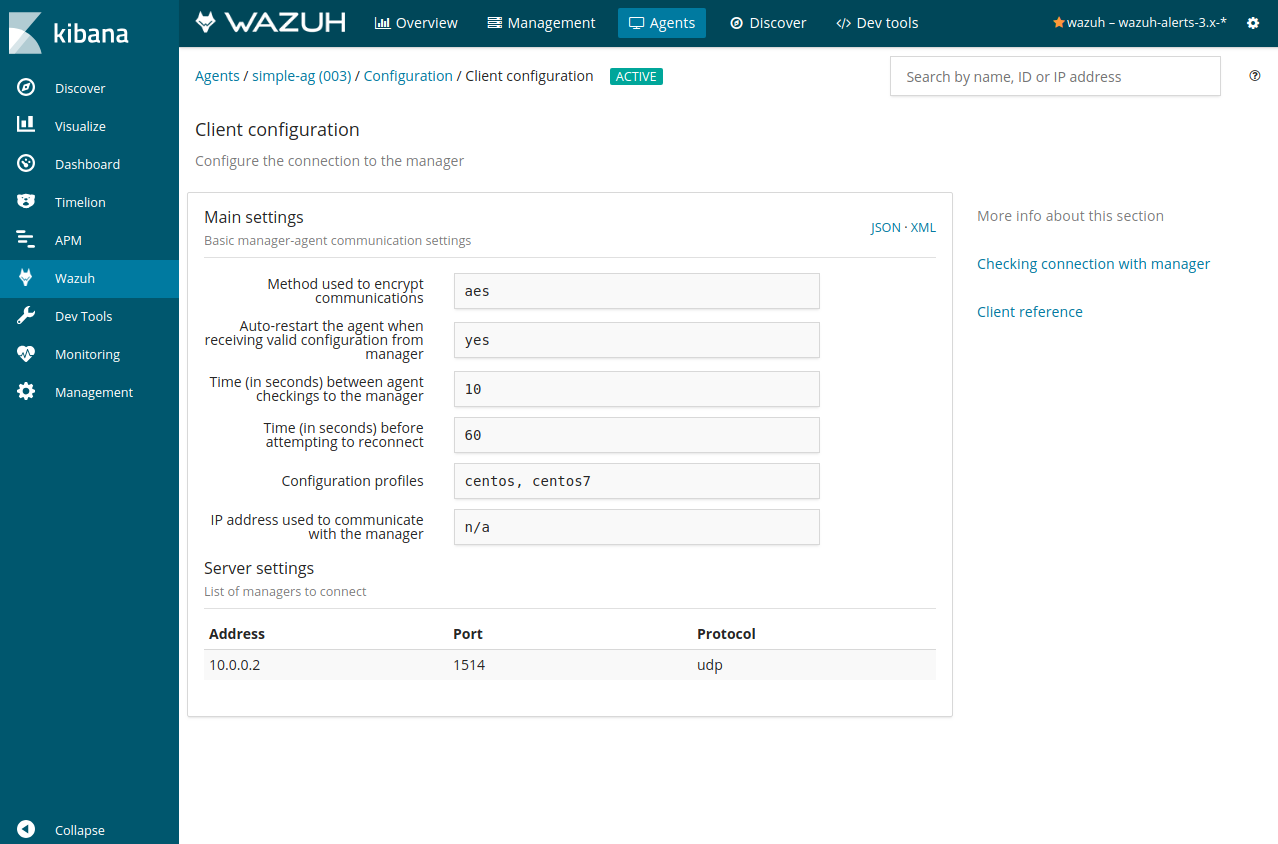 kibana
Discover
Visualize
Dashboard
Timelion
APM
Wazuh
Dev Tools
Monitoring
Management
Collapse
WAZUH Overview Management Agents Discover Dev tools wazuh – wazuh-alerts-3.x-*
Agents / simple-ag (003) / Configuration / Client configuration ACTIVE Search by name, ID or IP address
Client configuration
Configure the connection to the manager
Main settings
Basic manager-agent communication settings
JSON · XML
Method used to encrypt
communications
aes
Auto-restart the agent when
receiving valid configuration from
manager
yes
Time (in seconds) between agent
checkings to the manager
10
Time (in seconds) before
attempting to reconnect
60
Configuration profiles
centos, centos7
IP address used to communicate
with the manager
n/a
Server settings
List of managers to connect
Address Port Protocol
10.0.0.2 1514 udp
More info about this section
Checking connection with manager
Client reference